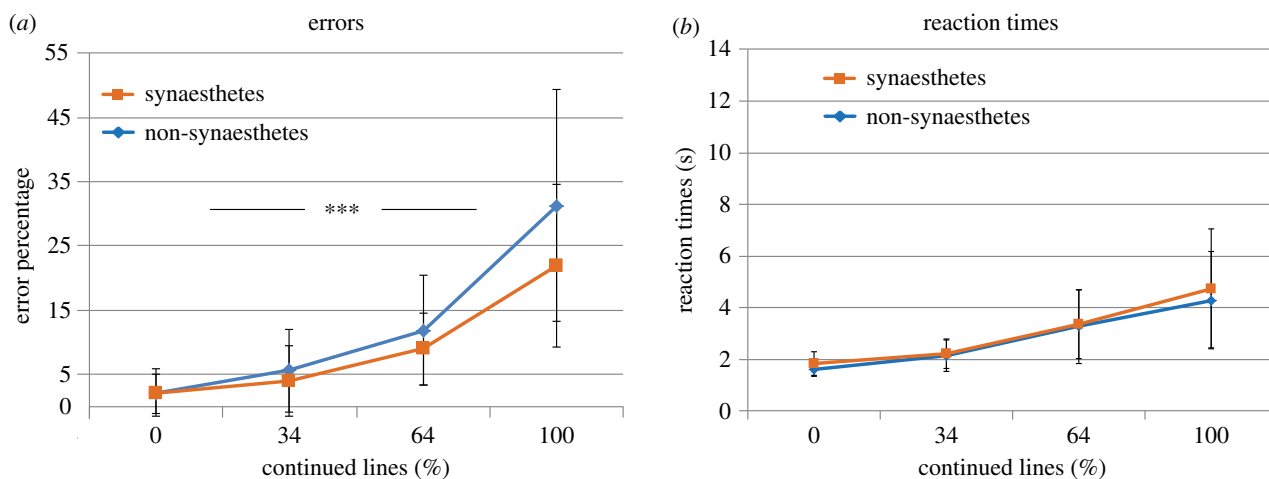 (a)
errors
55
45
35
25
15
5
0
error percentage
synaesthetes
non-synaesthetes
***
0 34 64 100
continued lines (%)
(b)
reaction times
14
12
10
8
6
4
2
0
reaction times (s)
synaesthetes
non-synaesthetes
0 34 64 100
continued lines (%)